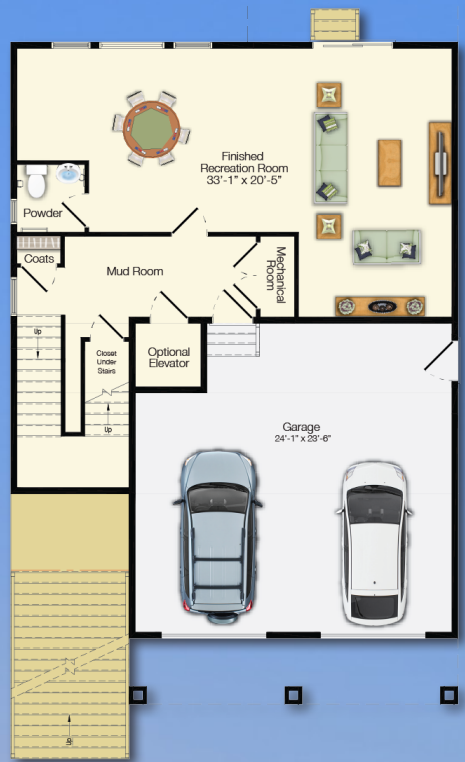 Finished
Recreation Room
33'-1" x 20'-5"
Powder
Coats
Mud Room
Mechanical
Room
Up
Closet
Under
Stairs
Optional
Elevator
Up
Garage
24'-1" x 23'-6"
Up